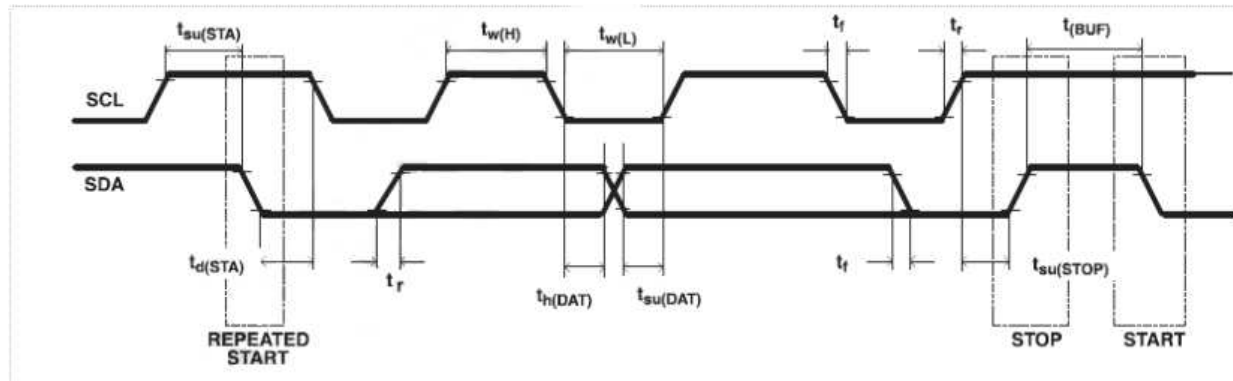 tsu(STA)
tw(H)
tw(L)
tf
tr
t(BUF)
SCL
SDA
td(STA)
tr
th(DAT)
tsu(DAT)
tf
tsu(STOP)
REPEATED
START
STOP
START